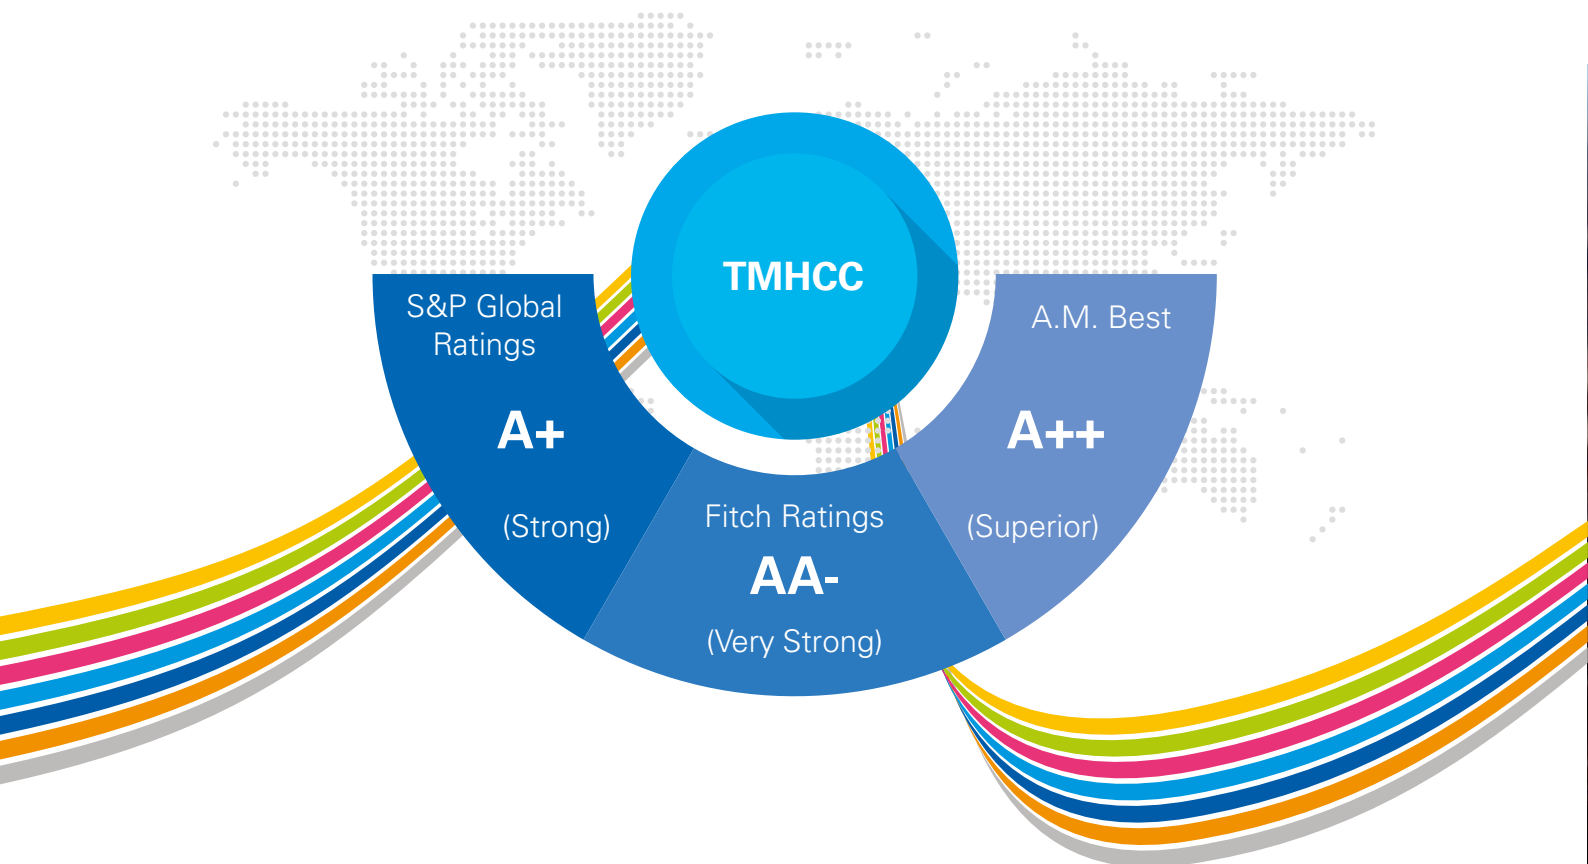 TMHCC
S&P Global
Ratings
A+
(Strong)
Fitch Ratings
AA-
(Very Strong)
A.M. Best
A++
(Superior)